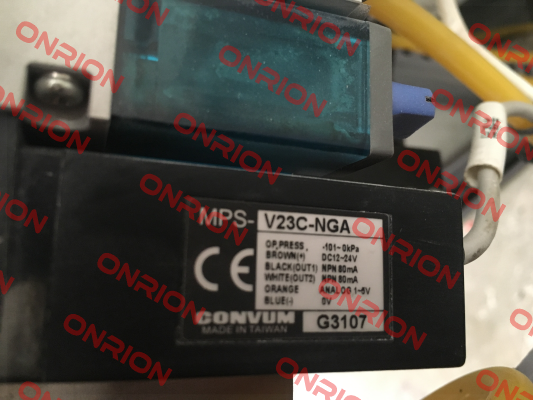 MPS- V23C-NGA
OP.PRESS. -101~0kPa
BROWN(+) DC12~24V
BLACK(OUT1) NPN 80mA
WHITE(OUT2) NPN 80mA
ORANGE ANALOG 1~5V
BLUE(-) 0V
CE
CONVUM G3107
MADE IN TAIWAN
ONRION